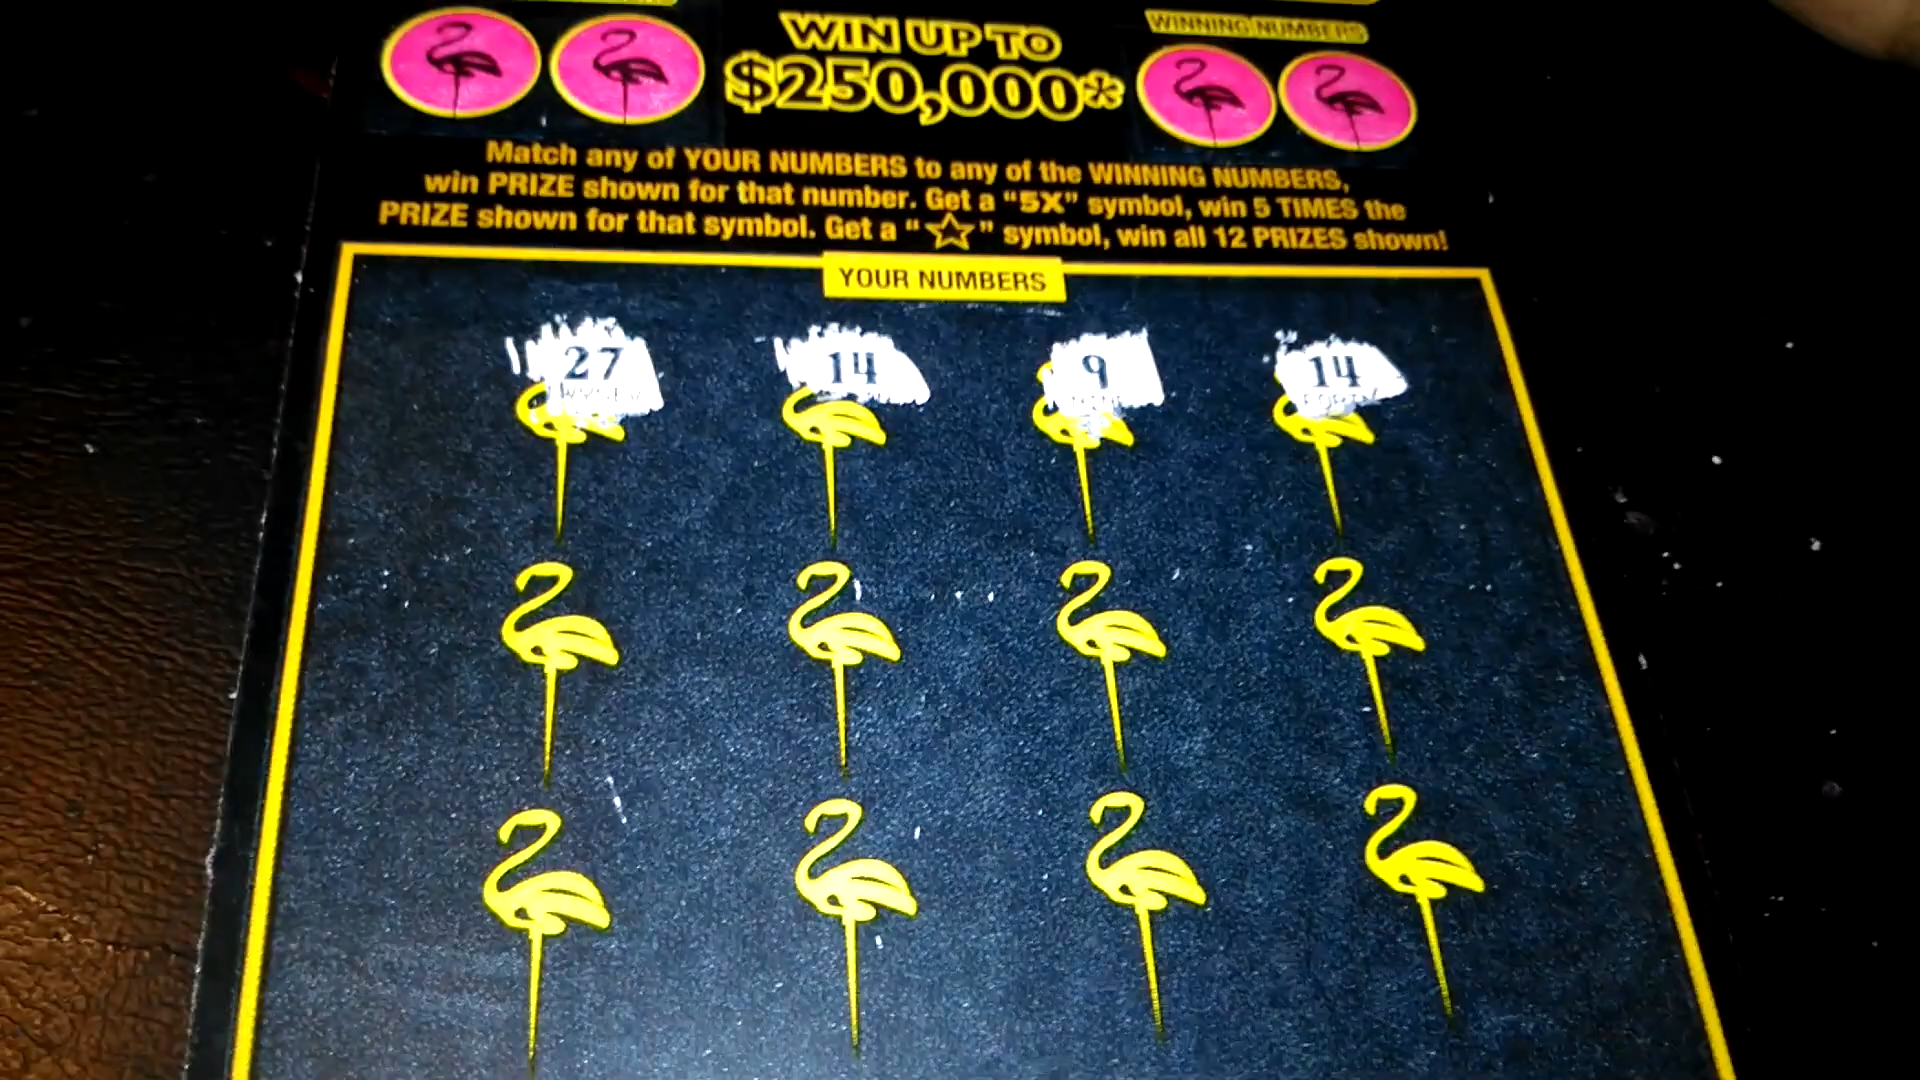 WIN UP TO
$250,000*
WINNING NUMBERS
Match any of YOUR NUMBERS to any of the WINNING NUMBERS,
win PRIZE shown for that number. Get a “5X” symbol, win 5 TIMES the
PRIZE shown for that symbol. Get a “☆” symbol, win all 12 PRIZES shown!
YOUR NUMBERS
27 14 9 14